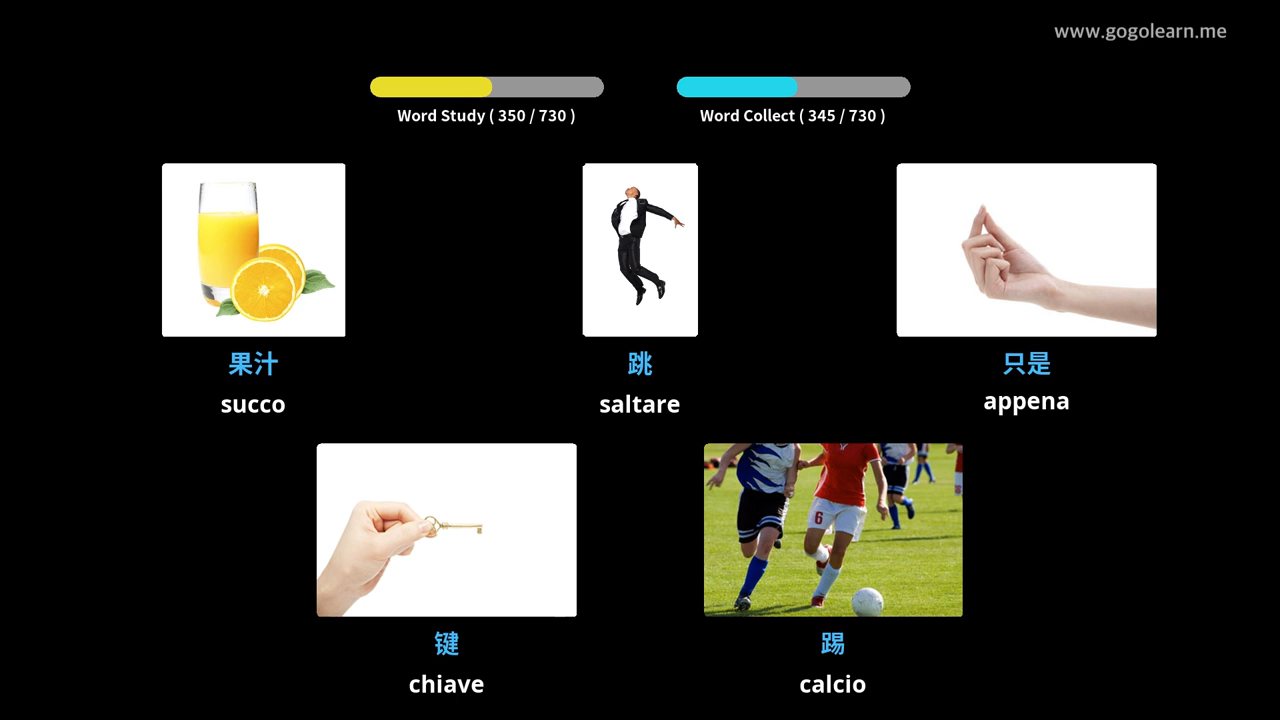 www.gogolearn.me
Word Study ( 350 / 730 )
Word Collect ( 345 / 730 )
果汁
succo
跳
saltare
只是
appena
键
chiave
踢
calcio
6